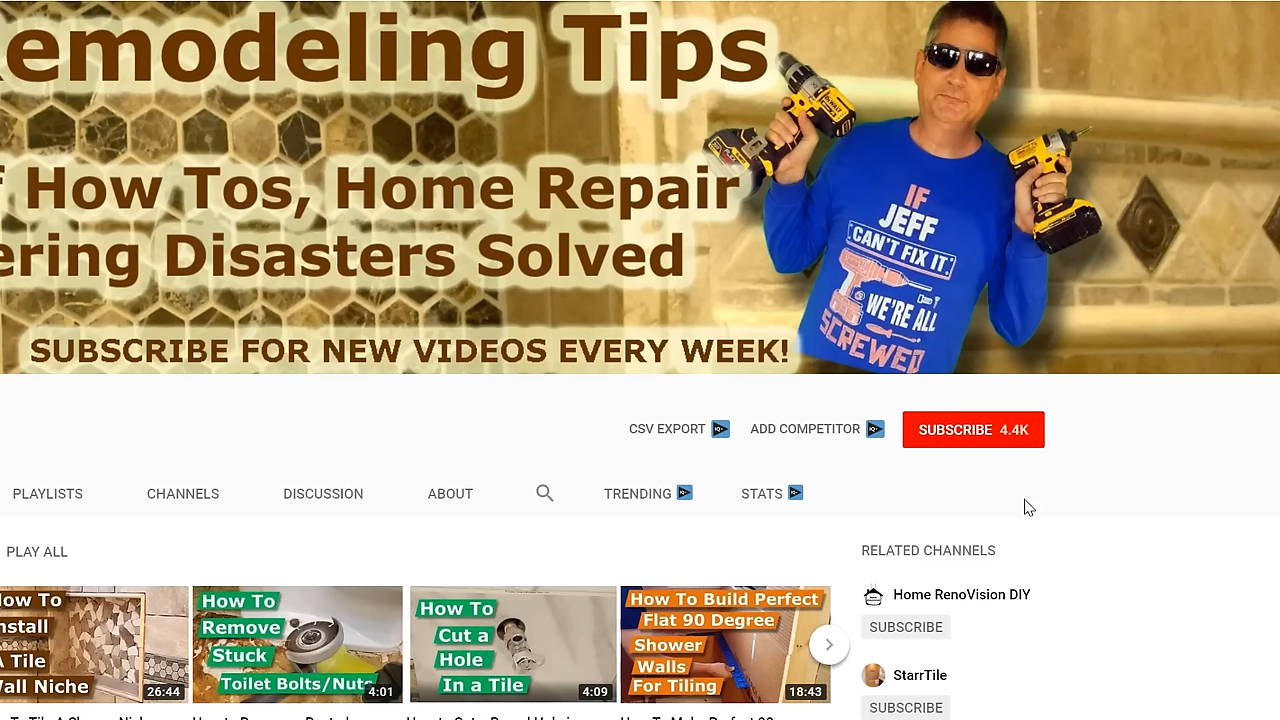 emodeling Tips
How Tos, Home Repair
ering Disasters Solved
SUBSCRIBE FOR NEW VIDEOS EVERY WEEK!
IF
JEFF
CAN'T FIX IT
WE'RE ALL
SCREWED
CSV EXPORT
ADD COMPETITOR
SUBSCRIBE 4.4K
PLAYLISTS
CHANNELS
DISCUSSION
ABOUT
TRENDING
STATS
PLAY ALL
RELATED CHANNELS
How To
nstall
A Tile
Wall Niche
26:44
How To
Remove
Stuck
Toilet Bolts/Nuts
4:01
How To
Cut a
Hole
In a Tile
4:09
How To Build Perfect
Flat 90 Degree
Shower
Walls
For Tiling
18:43
Home RenoVision DIY
SUBSCRIBE
StarrTile
SUBSCRIBE